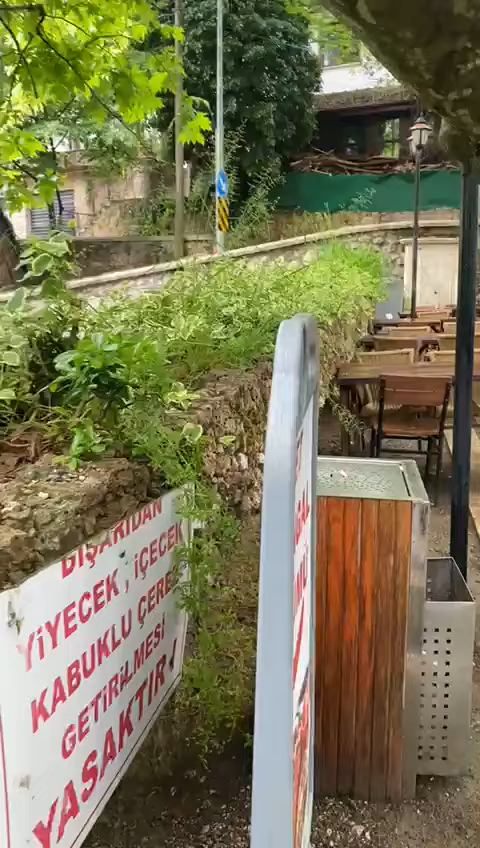 DIŞARIDAN
YİYECEK, İÇECEK
KABUKLU ÇEREZ
GETİRİLMESİ
YASAKTIR!